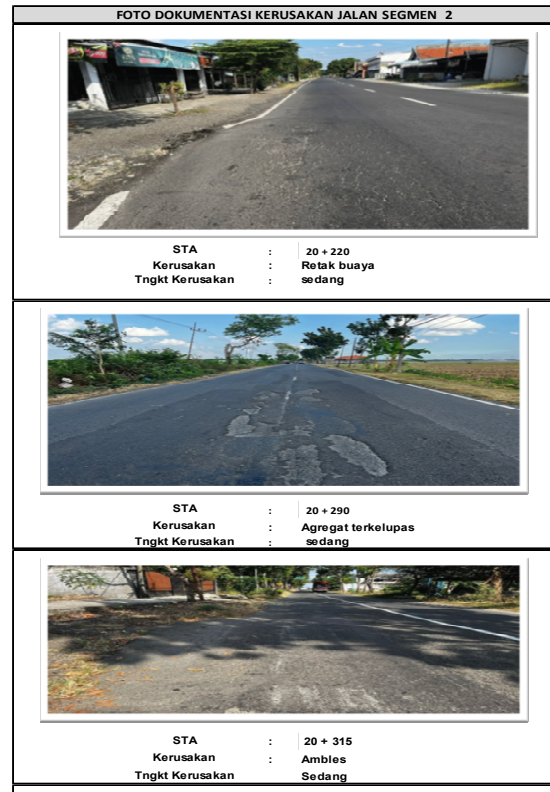 FOTO DOKUMENTASI KERUSAKAN JALAN SEGMEN 2
STA : 20 + 220
Kerusakan : Retak buaya
Tngkt Kerusakan : sedang
STA : 20 + 290
Kerusakan : Agregat terkelupas
Tngkt Kerusakan : sedang
STA : 20 + 315
Kerusakan : Ambles
Tngkt Kerusakan Sedang